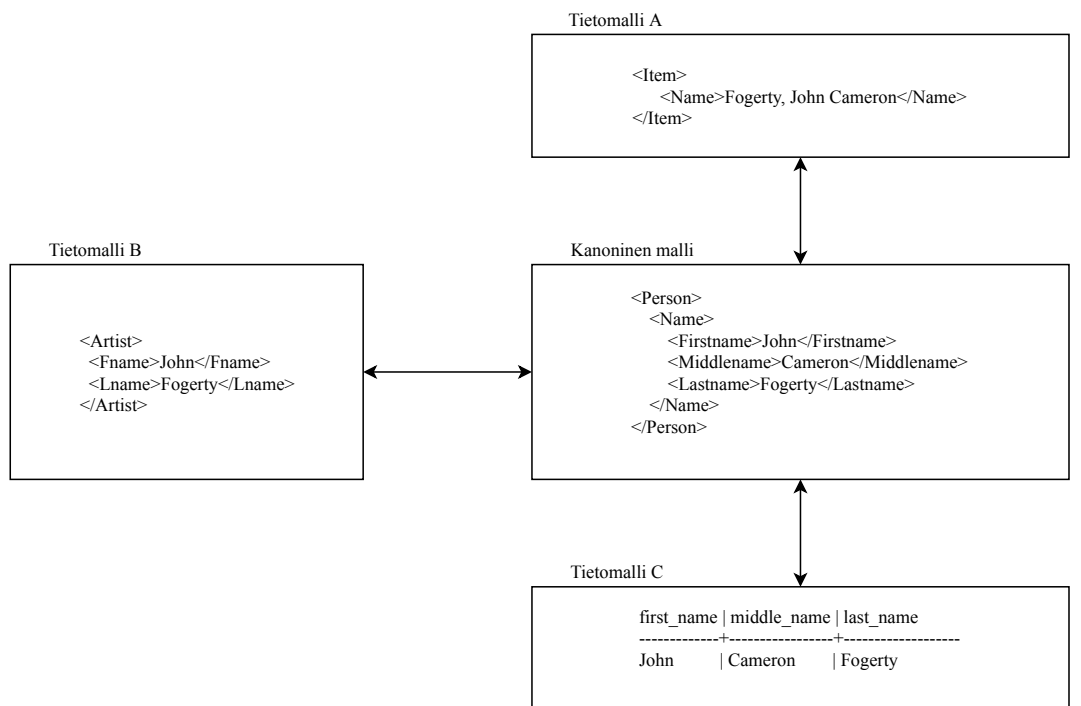 Tietomalli A
<Item>
<Name>Fogerty, John Cameron</Name>
</Item>
Tietomalli B
<Artist>
<Fname>John</Fname>
<Lname>Fogerty</Lname>
</Artist>
Kanoninen malli
<Person>
<Name>
<Firstname>John</Firstname>
<Middlename>Cameron</Middlename>
<Lastname>Fogerty</Lastname>
</Name>
</Person>
Tietomalli C
first_name | middle_name | last_name
-------------+-----------------+-------------------
John | Cameron | Fogerty